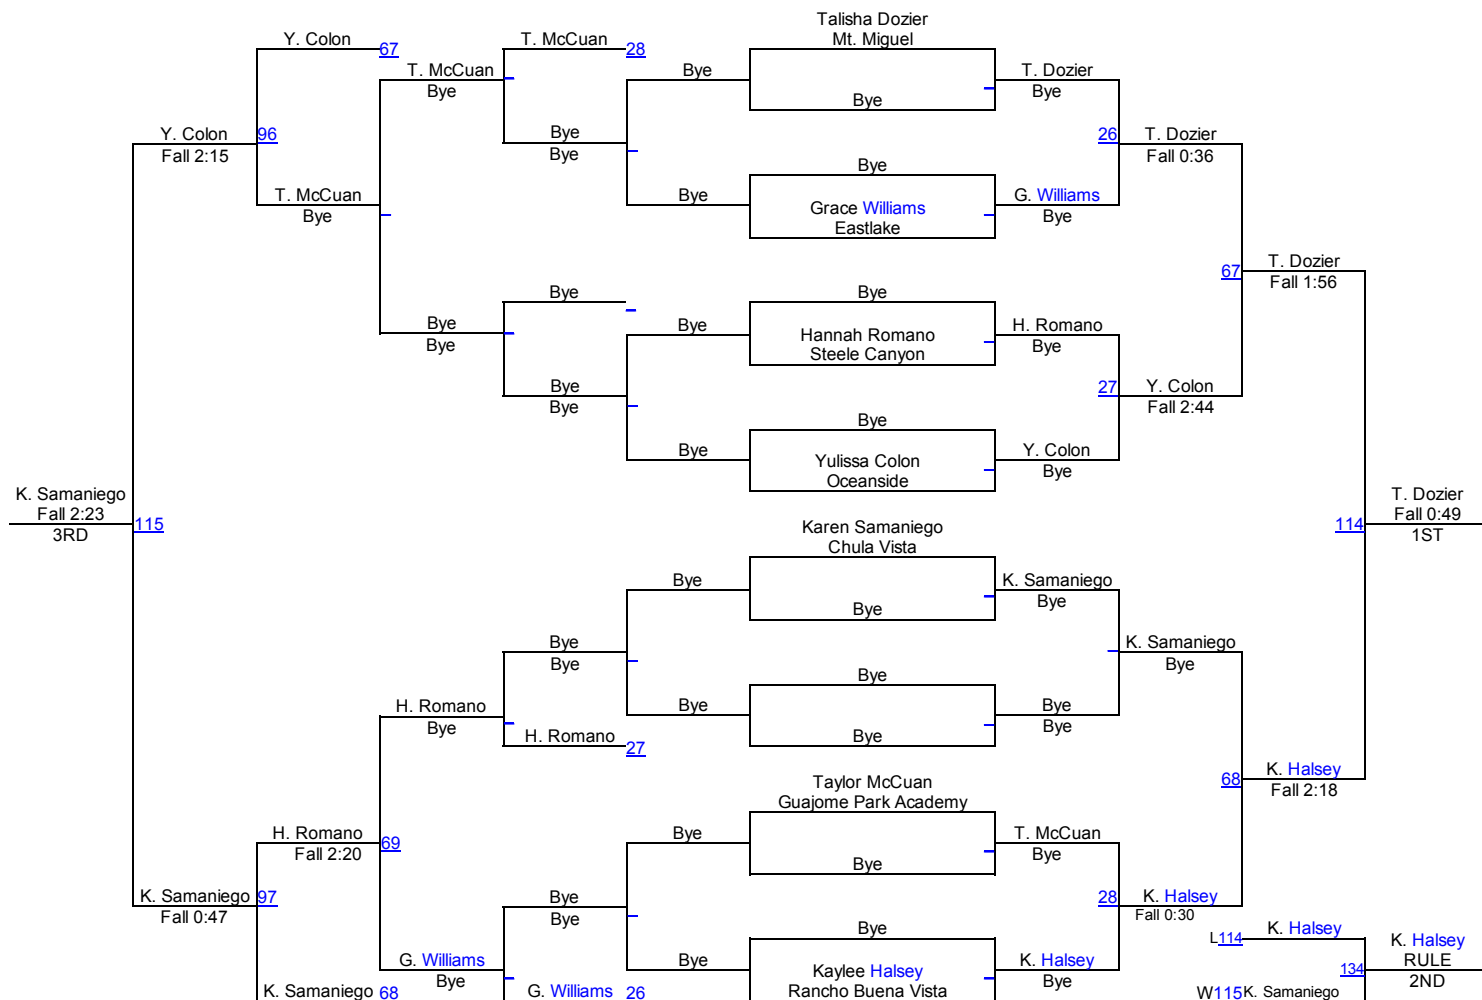 Talisha Dozier
Y. Colon 67
T. McCuan 28
Mt. Miguel
T. McCuan
Bye
T. Dozier
Bye
Bye
Bye
Y. Colon 96
Bye
26 T. Dozier
Fall 2:15
Bye
Fall 0:36
Bye
T. McCuan
Bye
G. Williams
Bye
Grace Williams
Bye
Eastlake
67 T. Dozier
Fall 1:56
Bye
Bye
Bye
Bye
Hannah Romano
H. Romano
Bye
Steele Canyon
Bye
Bye
27 Y. Colon
Bye
Fall 2:44
Bye
Bye
Yulissa Colon
Y. Colon
Oceanside
Bye
K. Samaniego
T. Dozier
Fall 2:23
Fall 0:49
115
114
3RD
1ST
Karen Samaniego
Chula Vista
Bye
K. Samaniego
Bye
Bye
Bye
K. Samaniego
Bye
Bye
Bye
H. Romano
Bye
Bye
Bye
Bye
H. Romano 27
Bye
68 K. Halsey
Taylor McCuan
Fall 2:18
Guajome Park Academy
H. Romano
Bye
T. McCuan
Fall 2:20 69
Bye
Bye
K. Samaniego 97
Bye
28 K. Halsey
Fall 0:47
Bye
Fall 0:30
Bye
L114 K. Halsey
K. Halsey
G. Williams
Bye
K. Halsey
RULE
Bye
Kaylee Halsey
Bye
134
2ND
K. Samaniego 68
G. Williams 26
Rancho Buena Vista
W115 K. Samaniego